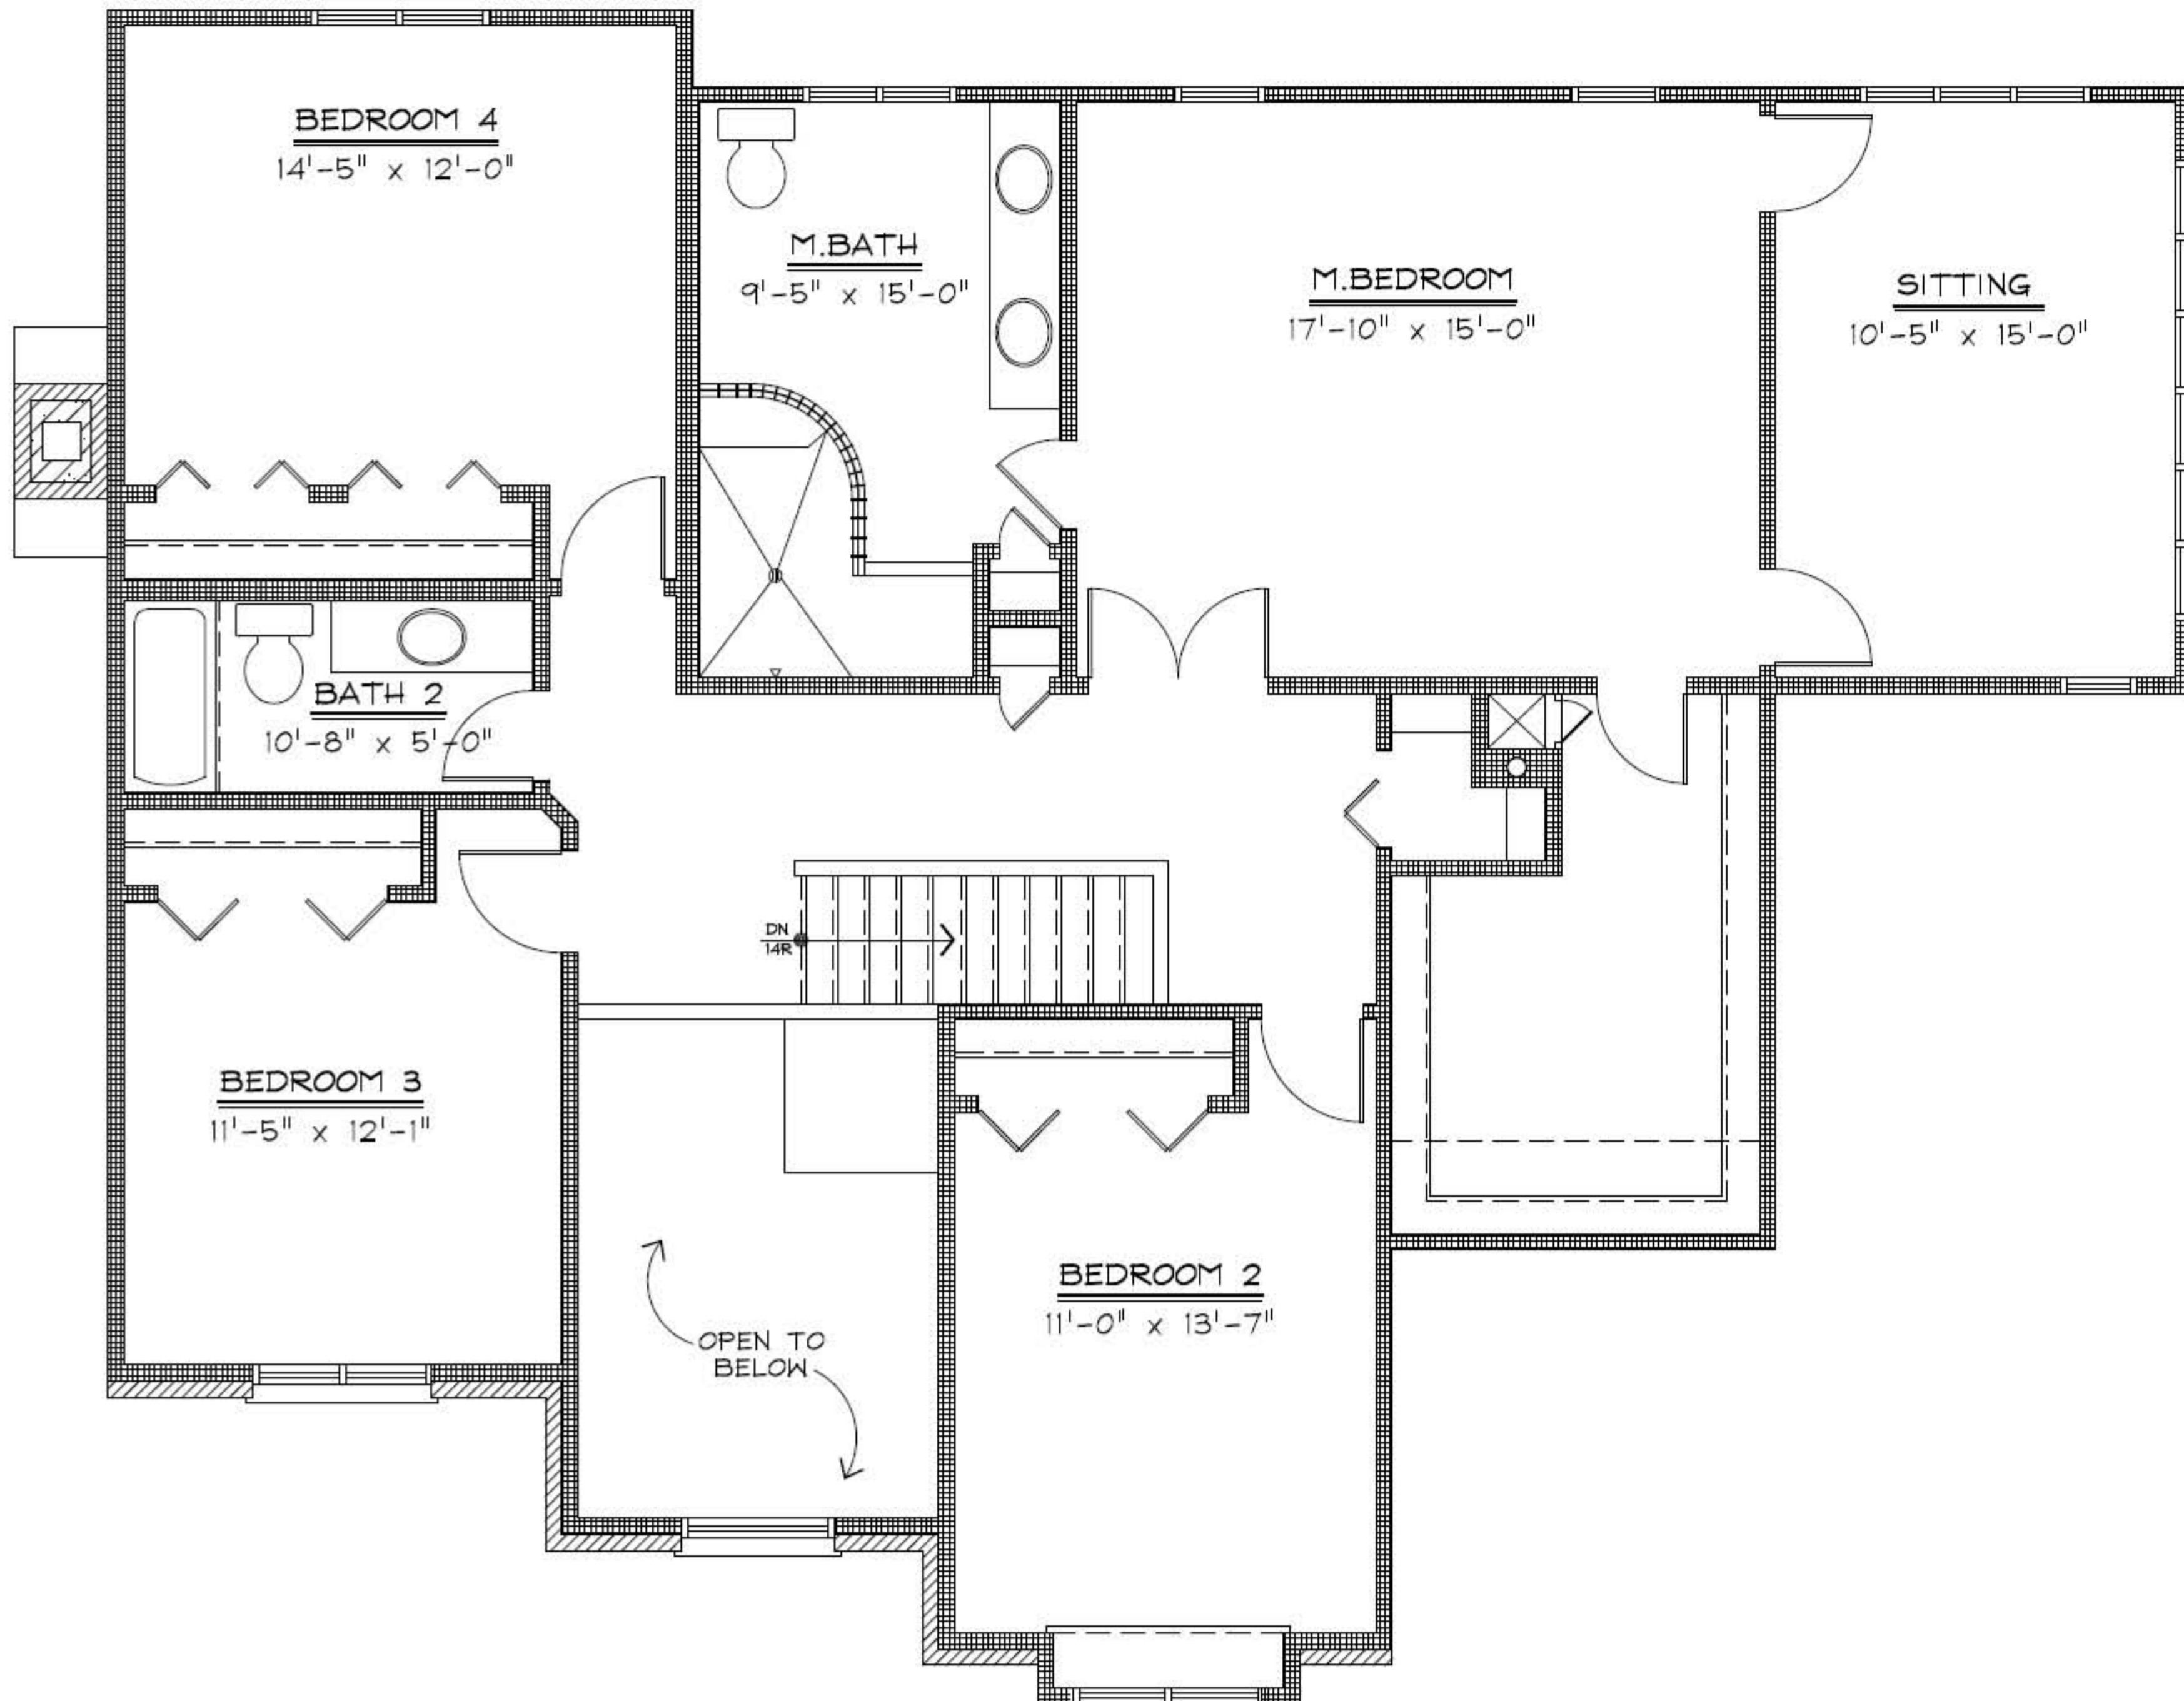 BEDROOM 4
14'-5" x 12'-0"
M.BATH
9'-5" x 15'-0"
M.BEDROOM
17'-10" x 15'-0"
SITTING
10'-5" x 15'-0"
BATH 2
10'-8" x 5'-0"
DN
14R
BEDROOM 3
11'-5" x 12'-1"
BEDROOM 2
11'-0" x 13'-7"
OPEN TO
BELOW